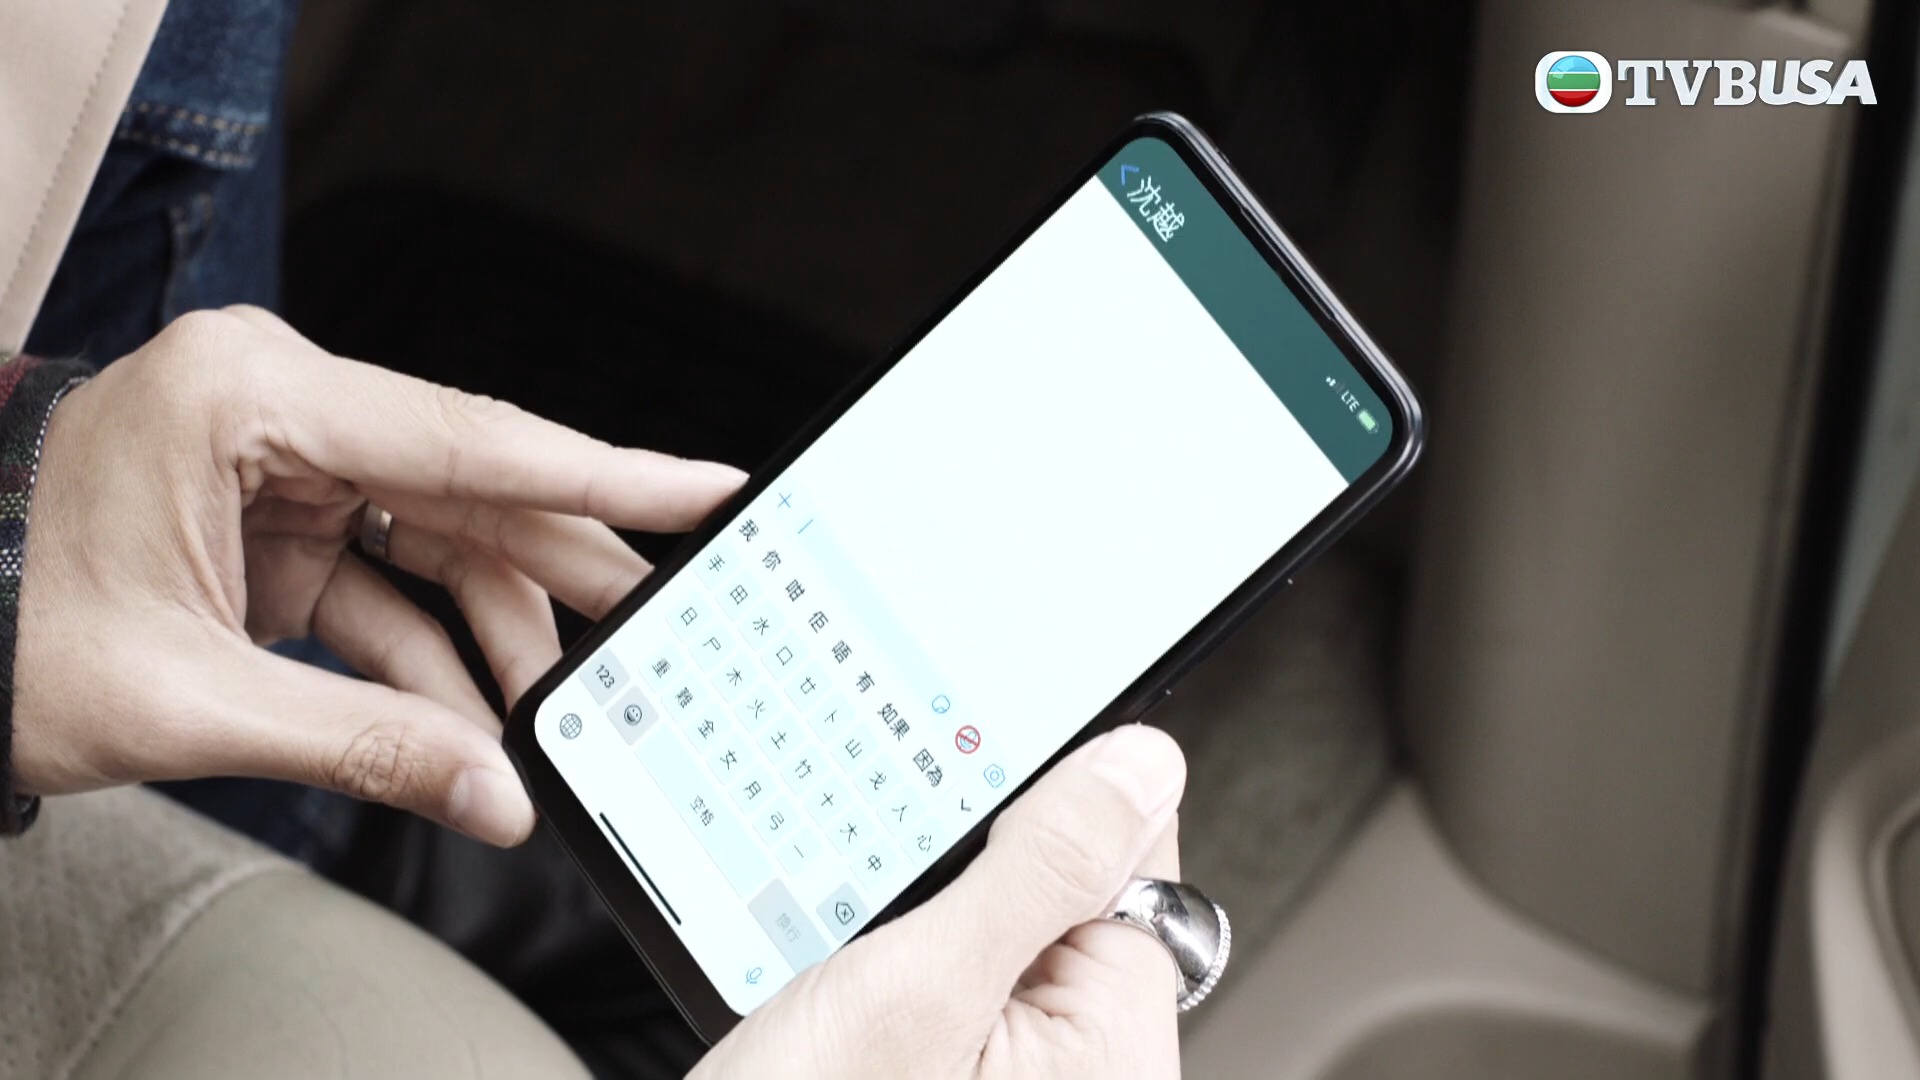 TVBUSA
沈越
LTE
我 你 咁 佢 唔 有 如果 因為
手 田 水 口 廿 卜 山 戈 人 心
日 尸 木 火 土 竹 十 大 中
重 難 金 女 月 弓 一
123 空格 換行